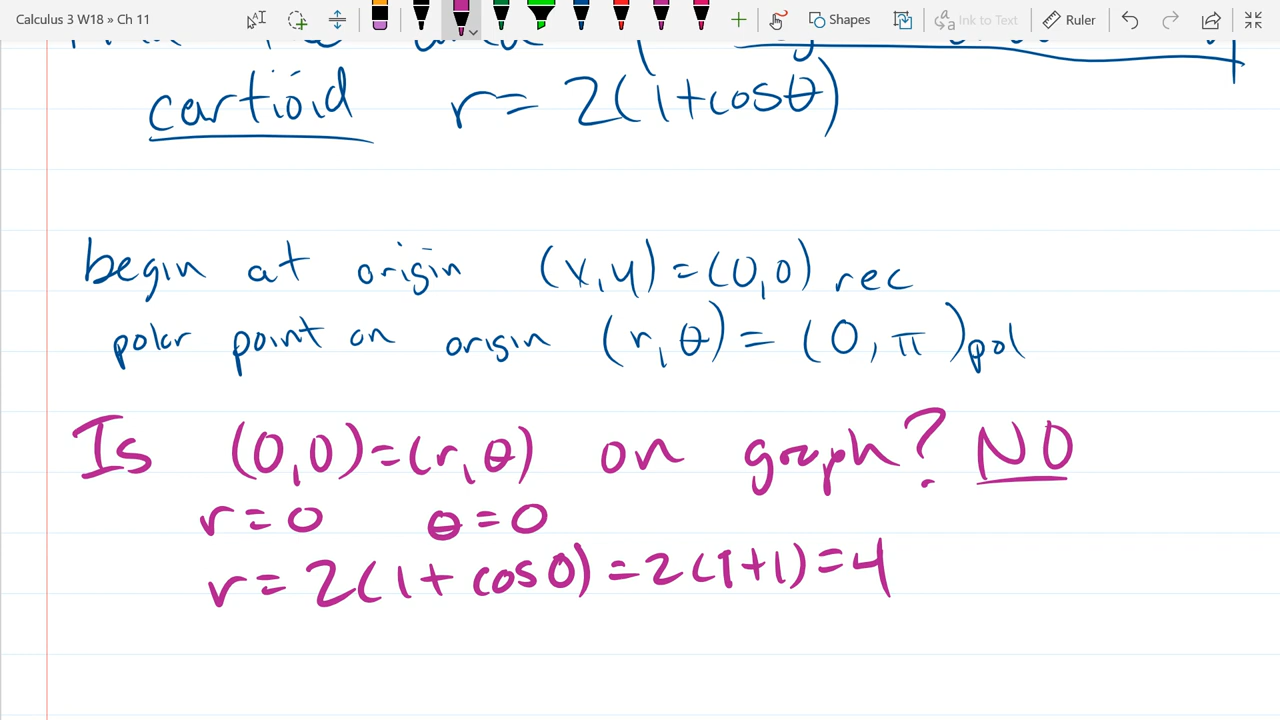 Calculus 3 W18 » Ch 11
Shapes
Ink to Text
Ruler
cartioid r = 2(1+cosθ)
begin at origin (x,y) = (0,0) rec
polar point on origin (r,θ) = (0,π)pol
Is (0,0)=(r,θ) on graph? NO
r = 0 θ = 0
r = 2(1 + cos0) = 2(1+1) = 4